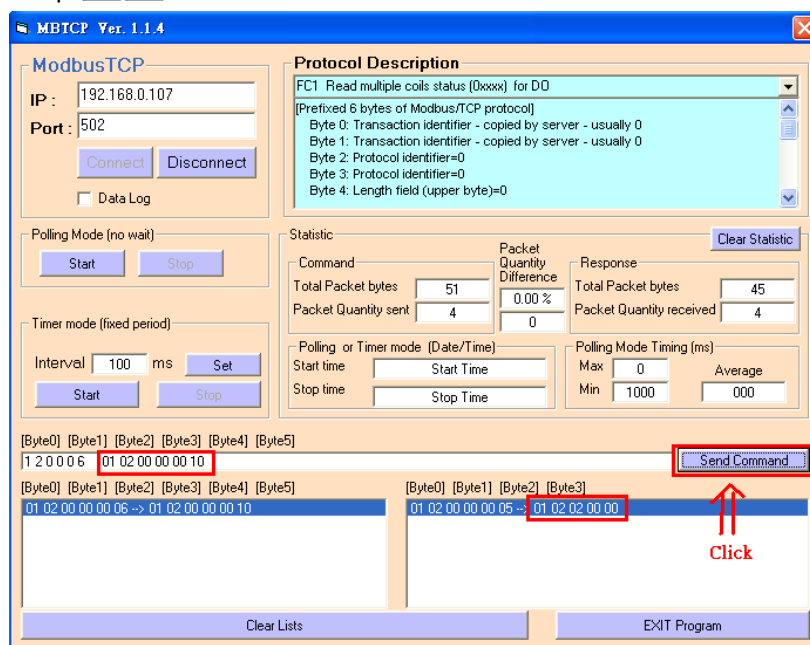 MBTCP Ver. 1.1.4
ModbusTCP
IP : 192.168.0.107
Port : 502
Connect Disconnect
Data Log
Protocol Description
FC1 Read multiple coils status (0xxxx) for DO
[Prefixed 6 bytes of Modbus/TCP protocol]
Byte 0: Transaction identifier - copied by server - usually 0
Byte 1: Transaction identifier - copied by server - usually 0
Byte 2: Protocol identifier=0
Byte 3: Protocol identifier=0
Byte 4: Length field (upper byte)=0
Polling Mode (no wait)
Start Stop
Timer mode (fixed period)
Interval 100 ms Set
Start Stop
Statistic
Clear Statistic
Command
Total Packet bytes 51
Packet Quantity sent 4
Packet
Quantity
Difference
0.00 %
0
Response
Total Packet bytes 45
Packet Quantity received 4
Polling or Timer mode (Date/Time)
Start time Start Time
Stop time Stop Time
Polling Mode Timing (ms)
Max 0 Average
Min 1000 000
[Byte0] [Byte1] [Byte2] [Byte3] [Byte4] [Byte5]
1 2 0 0 0 6 01 02 00 00 00 10 Send Command
[Byte0] [Byte1] [Byte2] [Byte3] [Byte4] [Byte5]
01 02 00 00 00 06 --> 01 02 00 00 00 10
[Byte0] [Byte1] [Byte2] [Byte3]
01 02 00 00 00 05 --> 01 02 02 00 00
Click
Clear Lists EXIT Program